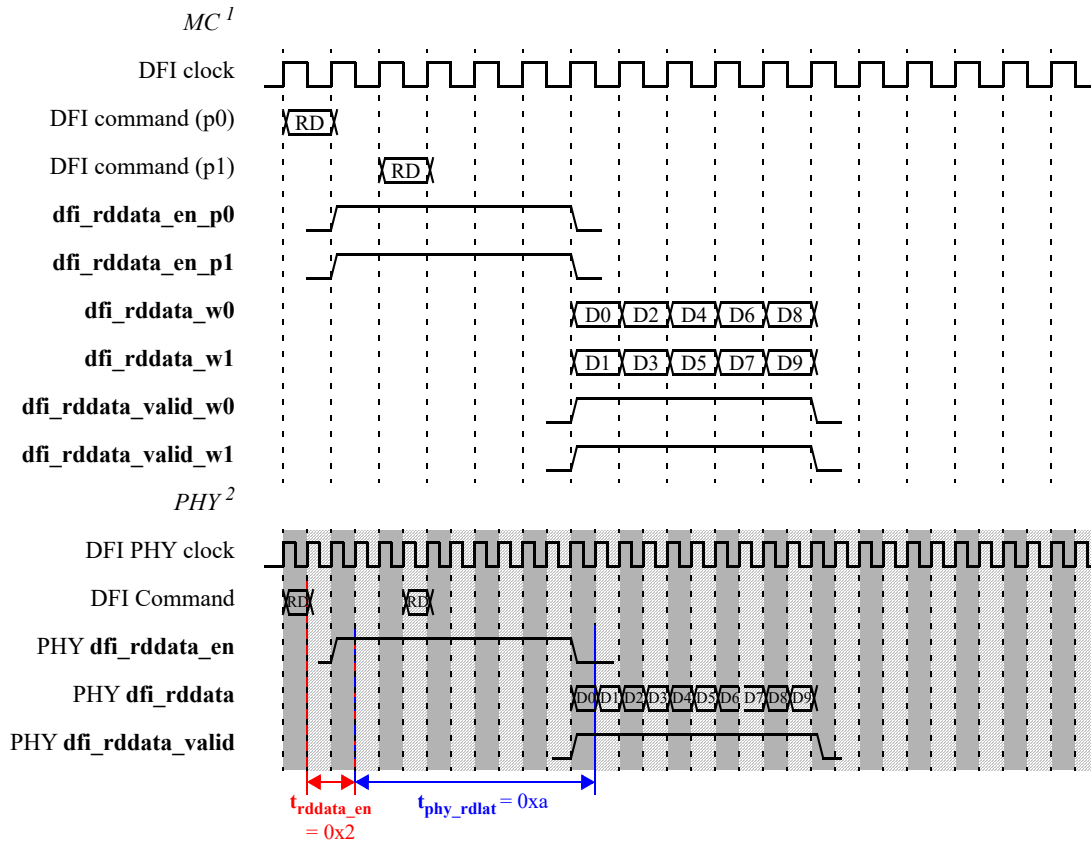 MC 1
DFI clock
DFI command (p0) RD
DFI command (p1) RD
dfi_rddata_en_p0
dfi_rddata_en_p1
dfi_rddata_w0 D0 D2 D4 D6 D8
dfi_rddata_w1 D1 D3 D5 D7 D9
dfi_rddata_valid_w0
dfi_rddata_valid_w1
PHY 2
DFI PHY clock
DFI Command RD RD
PHY dfi_rddata_en
PHY dfi_rddata D0 D1 D2 D3 D4 D5 D6 D7 D8 D9
PHY dfi_rddata_valid
trddata_en = 0x2
tphy_rdlat = 0xa